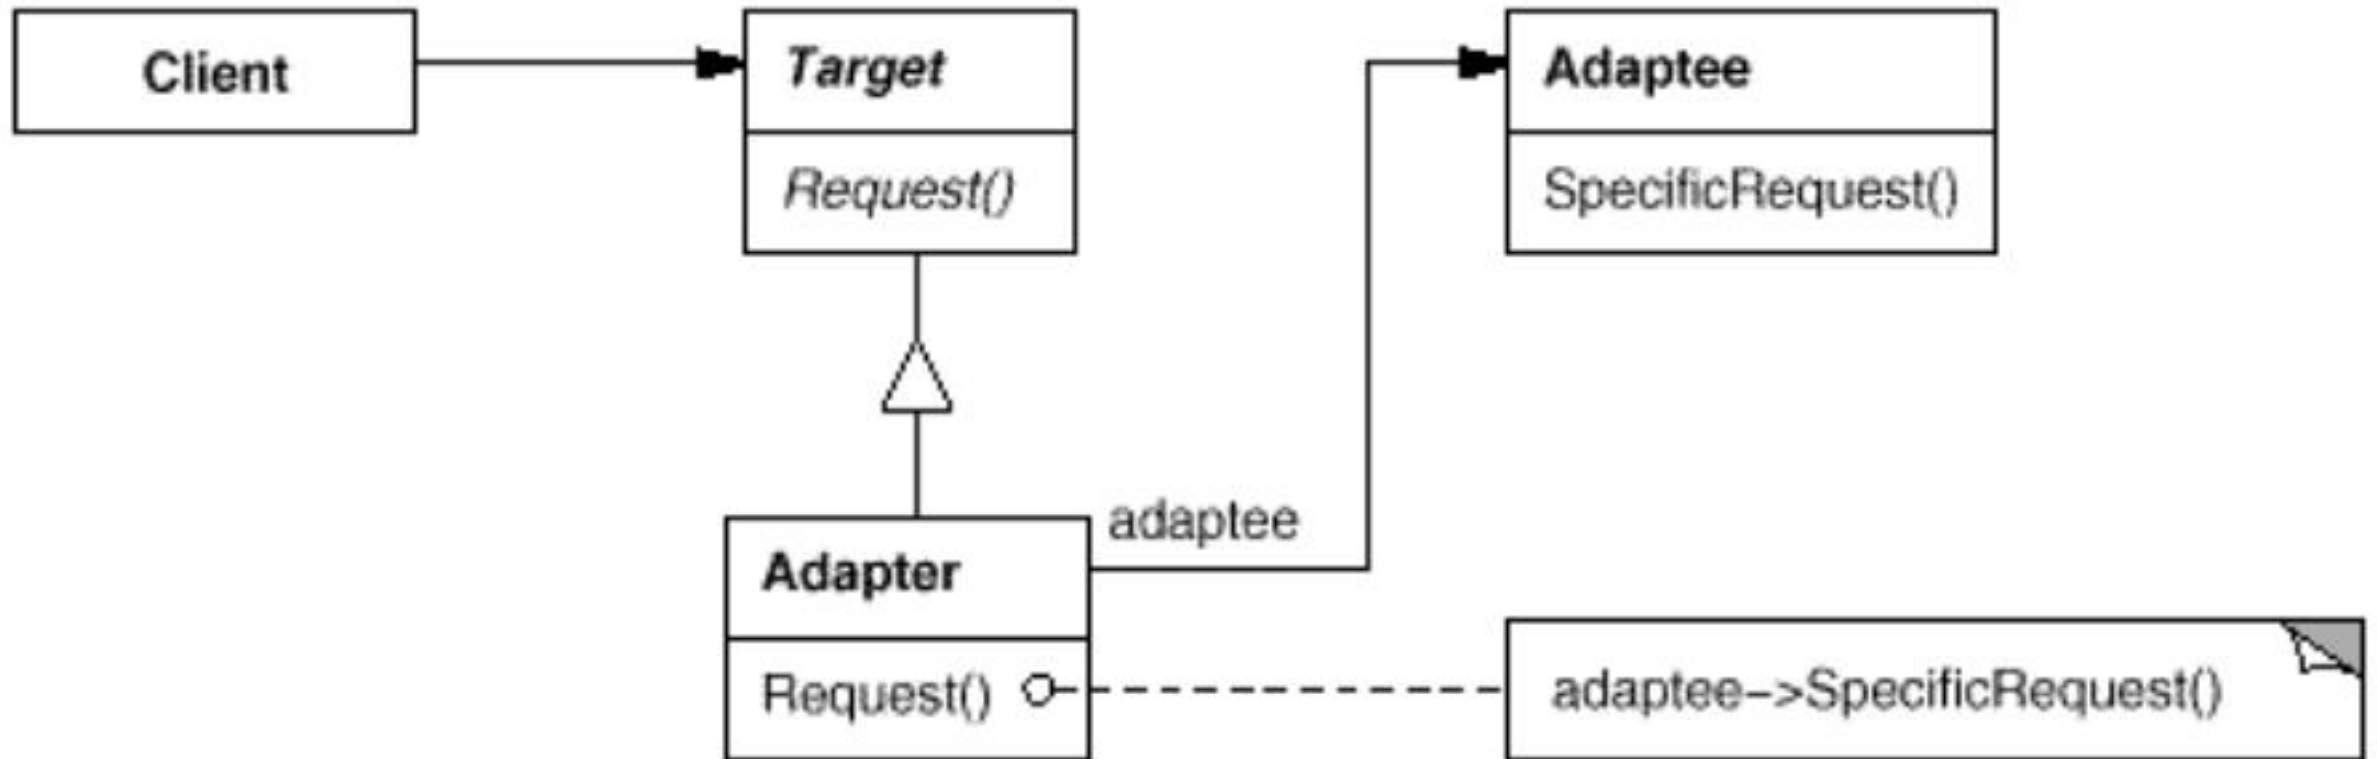 Client
Target
Request()
Adaptee
SpecificRequest()
adaptee
Adapter
Request()
adaptee–>SpecificRequest()